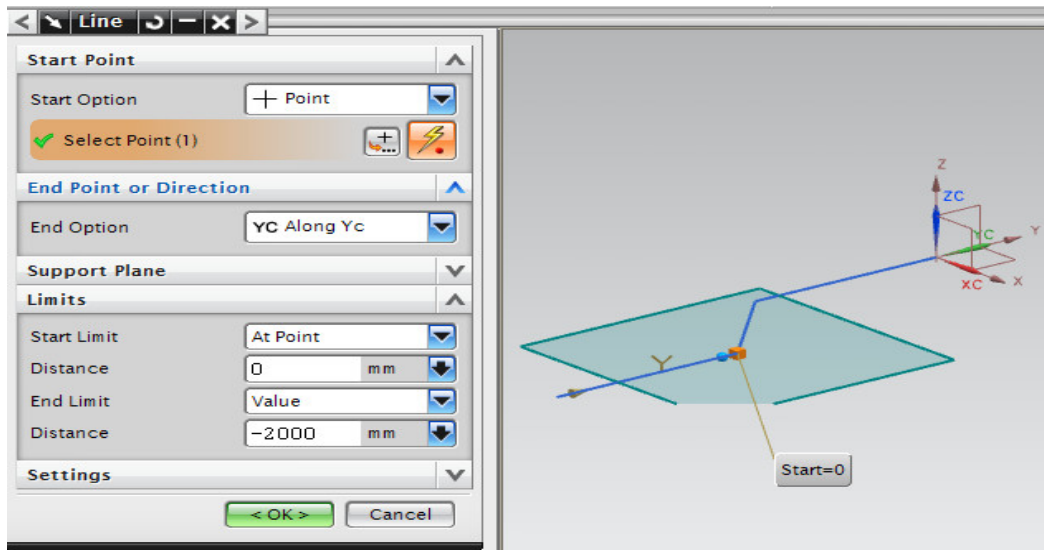 Line
Start Point
Start Option
Point
Select Point (1)
End Point or Direction
End Option
YC Along Yc
Support Plane
Limits
Start Limit
At Point
Distance
0 mm
End Limit
Value
Distance
-2000 mm
Settings
< OK >
Cancel
Z
ZC
YC
Y
XC
X
Y
Start=0